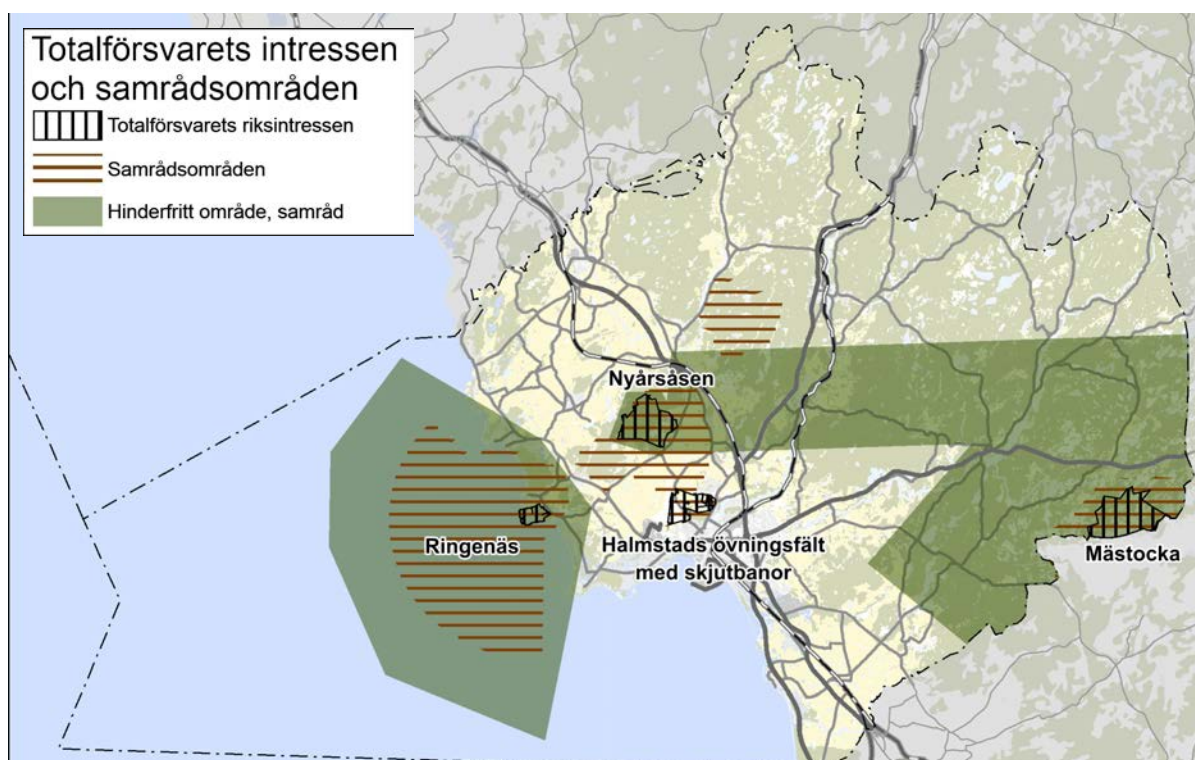 Totalförsvarets intressen
och samrådsområden
Totalförsvarets riksintressen
Samrådsområden
Hinderfritt område, samråd
Nyårsåsen
Ringenäs
Halmstads övningsfält
med skjutbanor
Mästocka